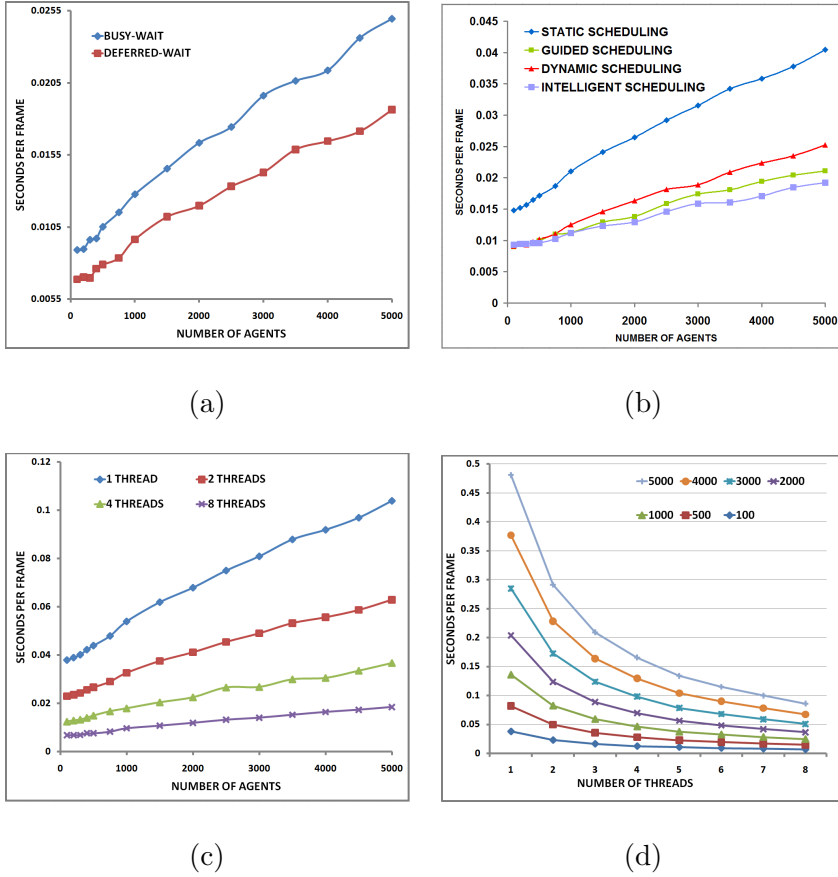 0.0255
0.0205
0.0155
0.0105
0.0055
SECONDS PER FRAME
BUSY-WAIT
DEFERRED-WAIT
0 1000 2000 3000 4000 5000
NUMBER OF AGENTS
(a)
0.045
0.04
0.035
0.03
0.025
0.02
0.015
0.01
0.005
0
SECONDS PER FRAME
STATIC SCHEDULING
GUIDED SCHEDULING
DYNAMIC SCHEDULING
INTELLIGENT SCHEDULING
0 1000 2000 3000 4000 5000
NUMBER OF AGENTS
(b)
0.12
0.1
0.08
0.06
0.04
0.02
0
SECONDS PER FRAME
1 THREAD 2 THREADS
4 THREADS 8 THREADS
0 1000 2000 3000 4000 5000
NUMBER OF AGENTS
(c)
0.5
0.45
0.4
0.35
0.3
0.25
0.2
0.15
0.1
0.05
0
SECONDS PER FRAME
5000 4000 3000 2000
1000 500 100
1 2 3 4 5 6 7 8
NUMBER OF THREADS
(d)